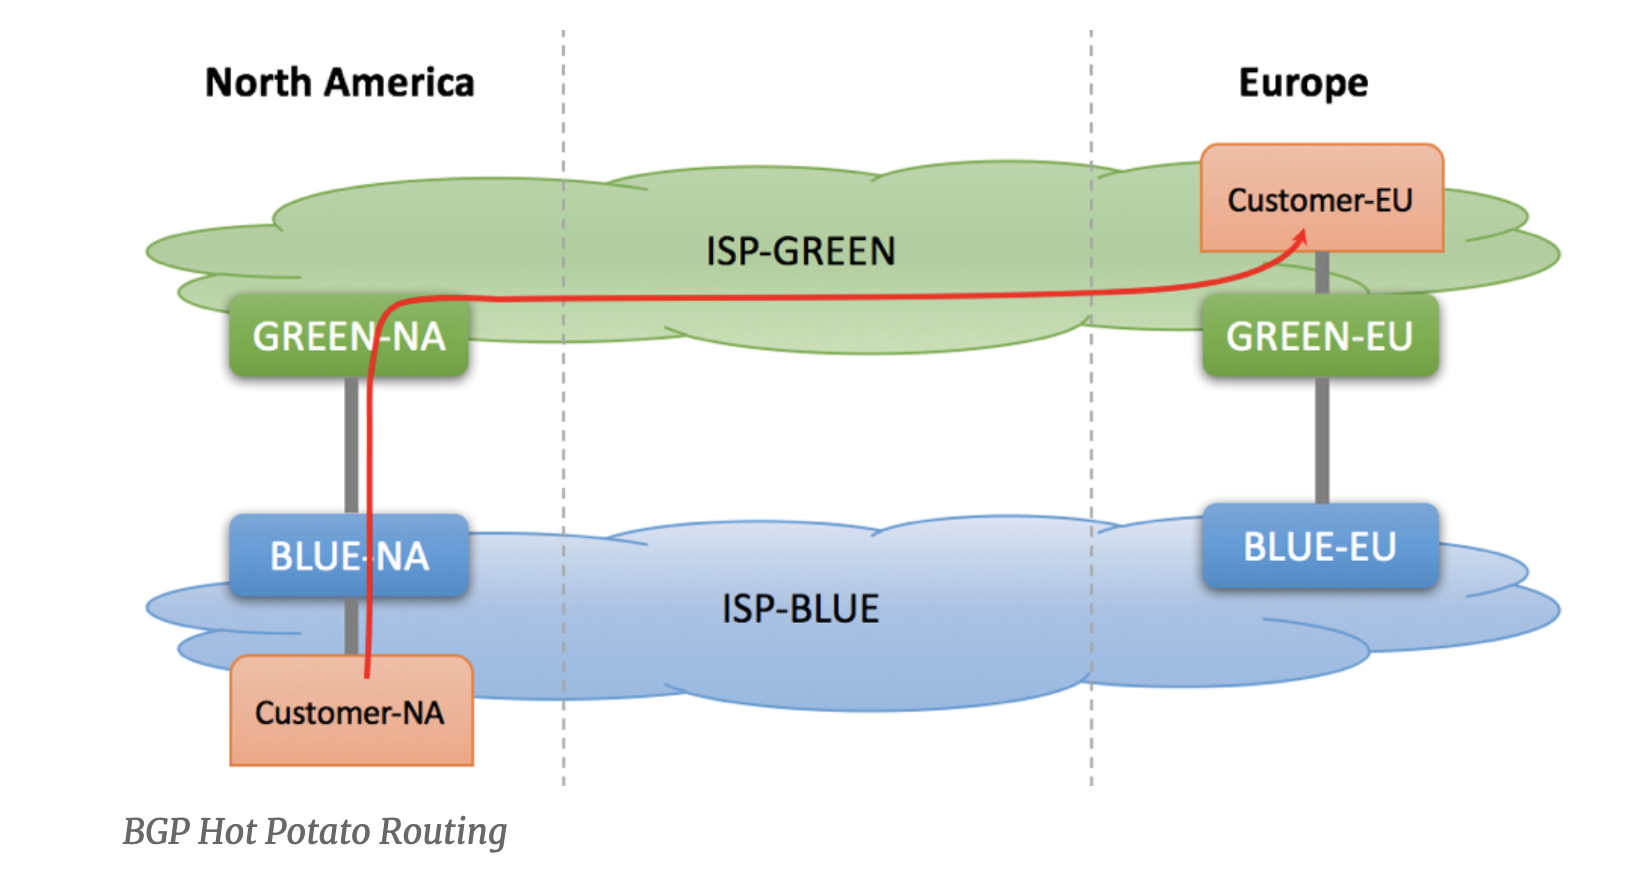 North America
Europe
Customer-EU
ISP-GREEN
GREEN-NA
GREEN-EU
BLUE-NA
BLUE-EU
ISP-BLUE
Customer-NA
BGP Hot Potato Routing